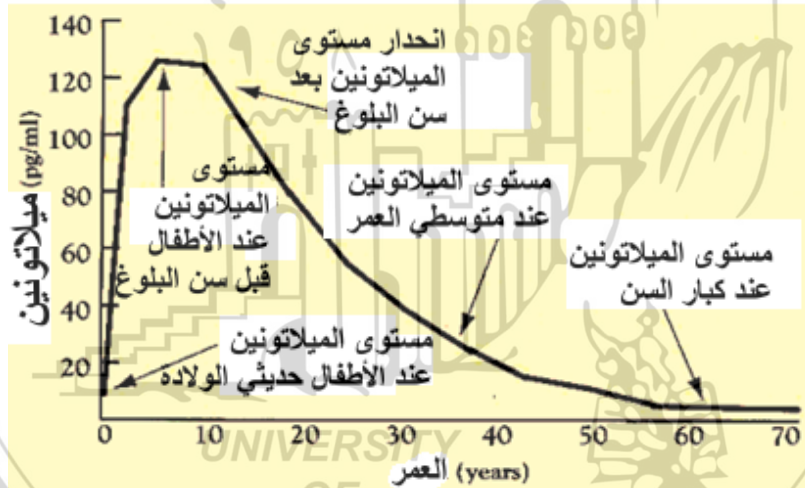 140
120
100
80
60
40
20
ميلاتونين (pg/ml)
انحدار مستوى
الميلاتونين بعد
سن البلوغ
مستوى
الميلاتونين
عند الأطفال
قبل سن البلوغ
مستوى الميلاتونين
عند متوسطي العمر
مستوى الميلاتونين
عند كبار السن
مستوى الميلاتونين
عند الأطفال حديثي الولاده
0 10 20 30 40 50 60 70
العمر (years)
UNIVERSITY
OF